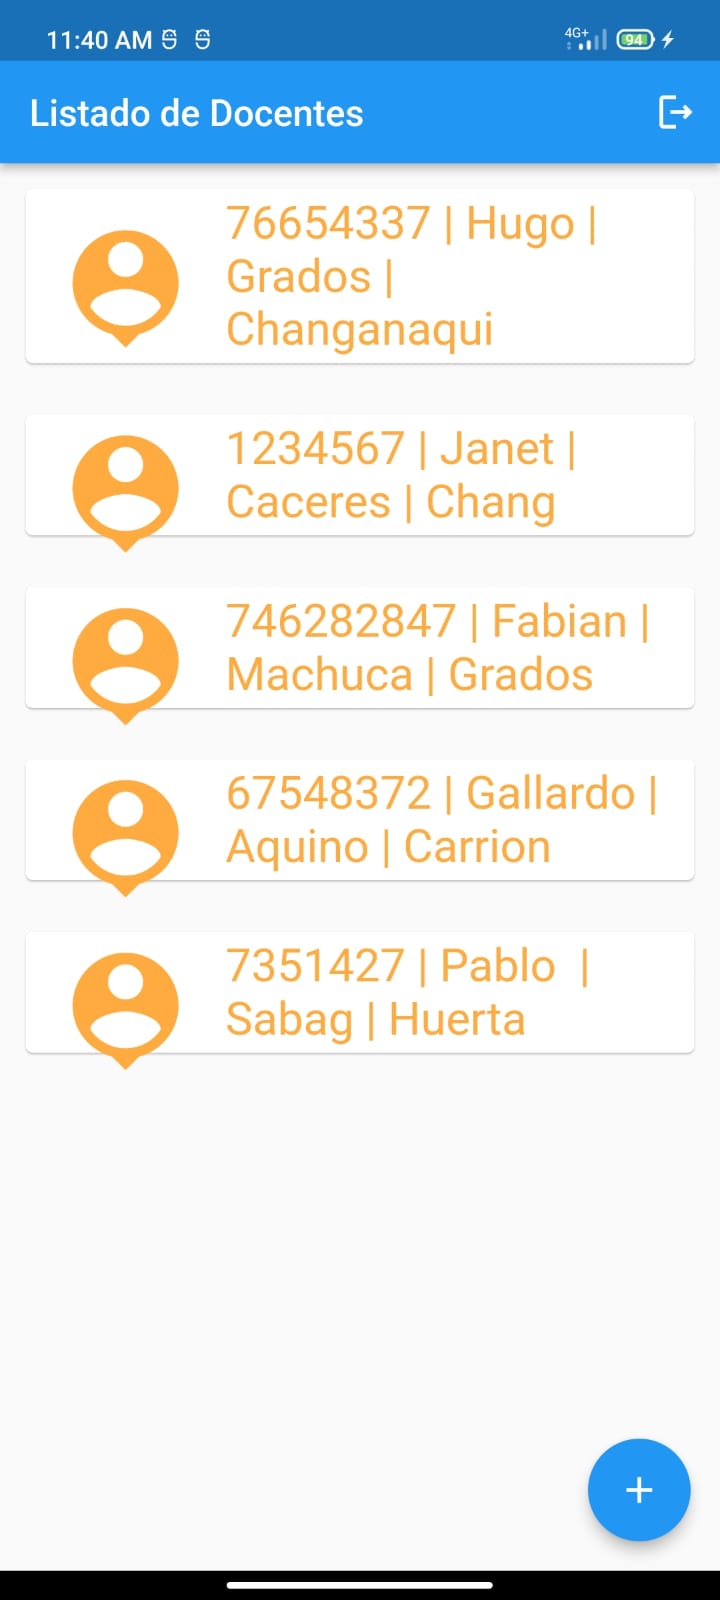 11:40 AM
4G+
94
Listado de Docentes
76654337 | Hugo |
Grados |
Changanaqui
1234567 | Janet |
Caceres | Chang
746282847 | Fabian |
Machuca | Grados
67548372 | Gallardo |
Aquino | Carrion
7351427 | Pablo  |
Sabag | Huerta
+